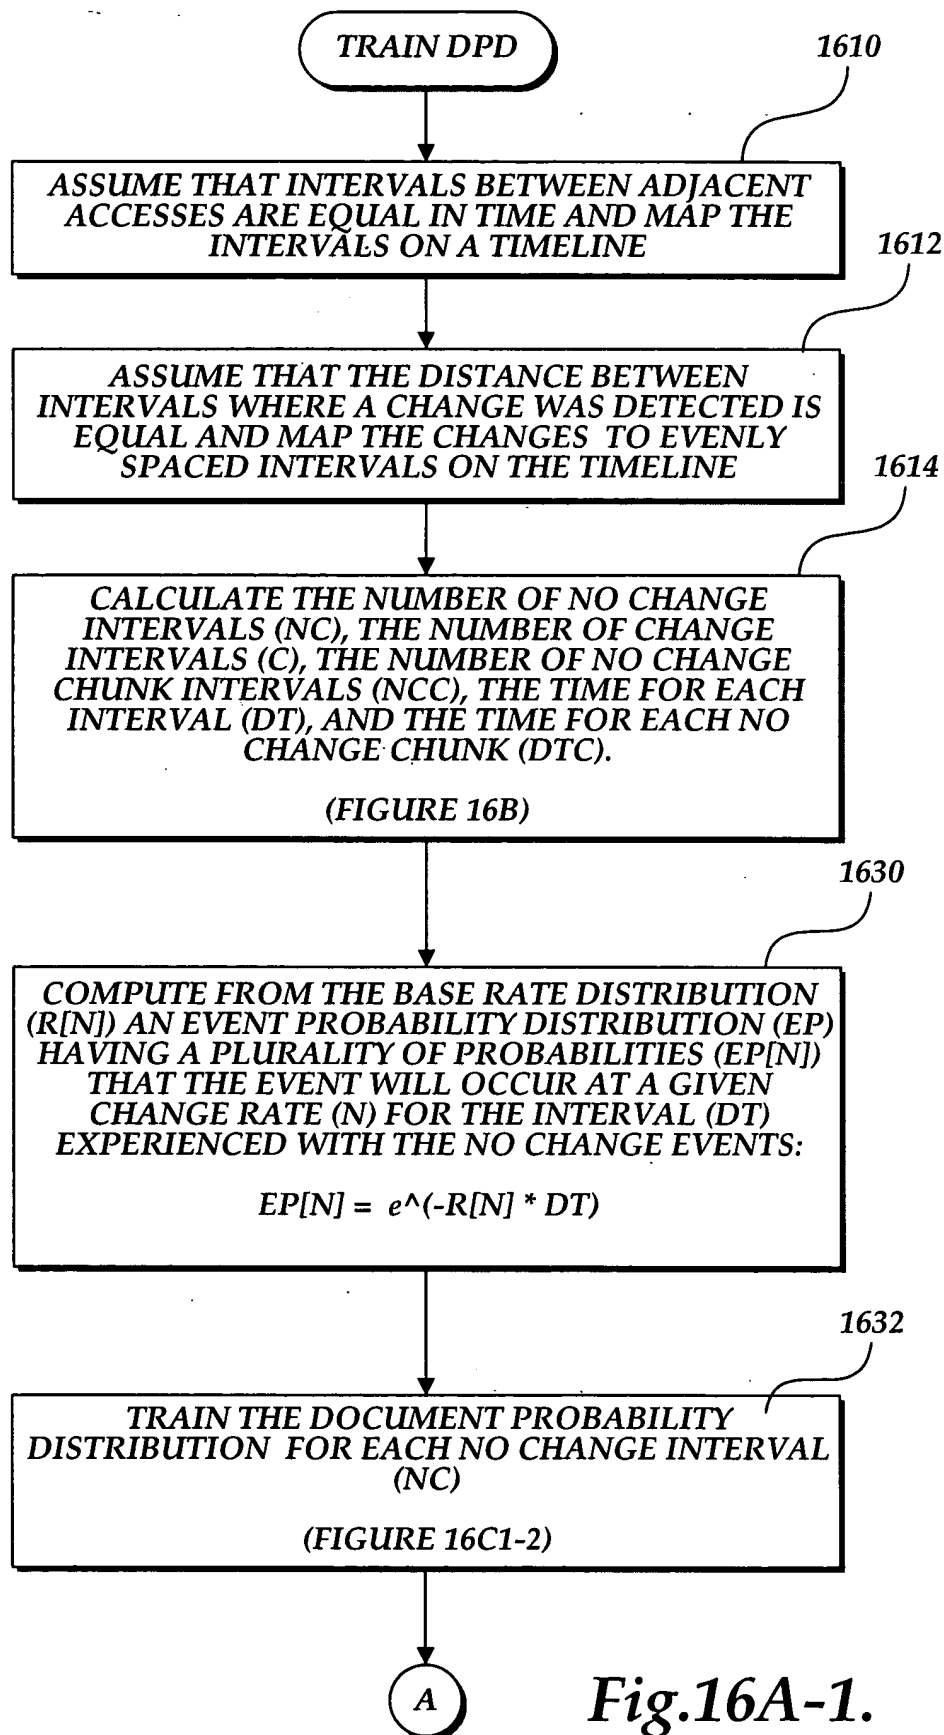 TRAIN DPD
1610
ASSUME THAT INTERVALS BETWEEN ADJACENT
ACCESSES ARE EQUAL IN TIME AND MAP THE
INTERVALS ON A TIMELINE
1612
ASSUME THAT THE DISTANCE BETWEEN
INTERVALS WHERE A CHANGE WAS DETECTED IS
EQUAL AND MAP THE CHANGES TO EVENLY
SPACED INTERVALS ON THE TIMELINE
1614
CALCULATE THE NUMBER OF NO CHANGE
INTERVALS (NC), THE NUMBER OF CHANGE
INTERVALS (C), THE NUMBER OF NO CHANGE
CHUNK INTERVALS (NCC), THE TIME FOR EACH
INTERVAL (DT), AND THE TIME FOR EACH NO
CHANGE CHUNK (DTC).
(FIGURE 16B)
1630
COMPUTE FROM THE BASE RATE DISTRIBUTION
(R[N]) AN EVENT PROBABILITY DISTRIBUTION (EP)
HAVING A PLURALITY OF PROBABILITIES (EP[N])
THAT THE EVENT WILL OCCUR AT A GIVEN
CHANGE RATE (N) FOR THE INTERVAL (DT)
EXPERIENCED WITH THE NO CHANGE EVENTS:
EP[N] = e^(-R[N] * DT)
1632
TRAIN THE DOCUMENT PROBABILITY
DISTRIBUTION FOR EACH NO CHANGE INTERVAL
(NC)
(FIGURE 16C1-2)
A
Fig.16A-1.